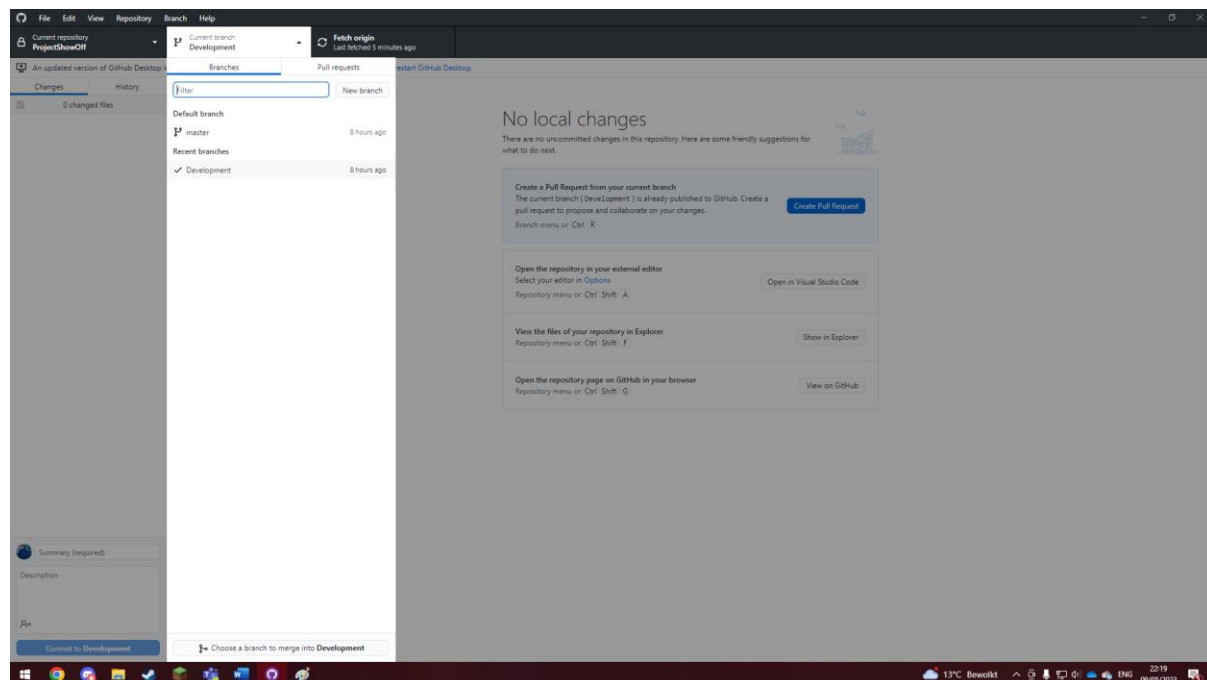 File Edit View Repository Branch Help
Current repository
ProjectShowOff
Current branch
Development
Fetch origin
Last fetched 5 minutes ago
An updated version of GitHub Desktop i
estart GitHub Desktop.
Changes History
0 changed files
Branches Pull requests
Filter
New branch
Default branch
master
8 hours ago
Recent branches
Development
8 hours ago
No local changes
There are no uncommitted changes in this repository. Here are some friendly suggestions for
what to do next.
Create a Pull Request from your current branch
The current branch (Development) is already published to GitHub. Create a
pull request to propose and collaborate on your changes.
Branch menu or Ctrl R
Create Pull Request
Open the repository in your external editor
Select your editor in Options
Repository menu or Ctrl Shift A
Open in Visual Studio Code
View the files of your repository in Explorer
Repository menu or Ctrl Shift F
Show in Explorer
Open the repository page on GitHub in your browser
Repository menu or Ctrl Shift G
View on GitHub
Summary (required)
Description
Commit to Development
Choose a branch to merge into Development
13°C Bewolkt
ENG
22:19